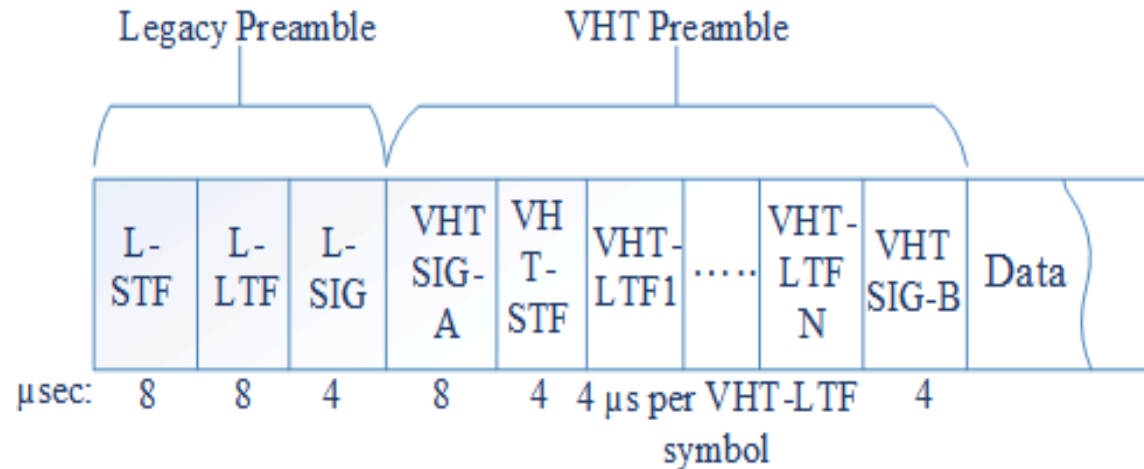 Legacy Preamble
VHT Preamble
L-
STF
L-
LTF
L-
SIG
VHT
SIG-
A
VH
T-
STF
VHT-
LTF1
.....
VHT-
LTF
N
VHT
SIG-B
Data
µsec: 8 8 4 8 4 4 µs per VHT-LTF 4
symbol